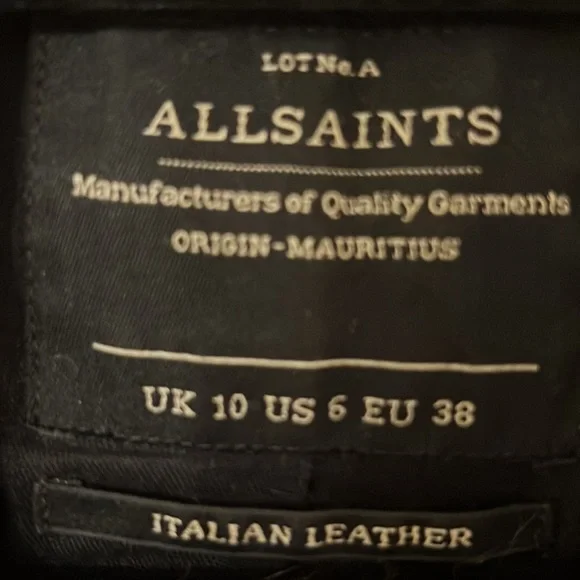 LOT No. A
ALLSAINTS
Manufacturers of Quality Garments
ORIGIN-MAURITIUS
UK 10 US 6 EU 38
ITALIAN LEATHER